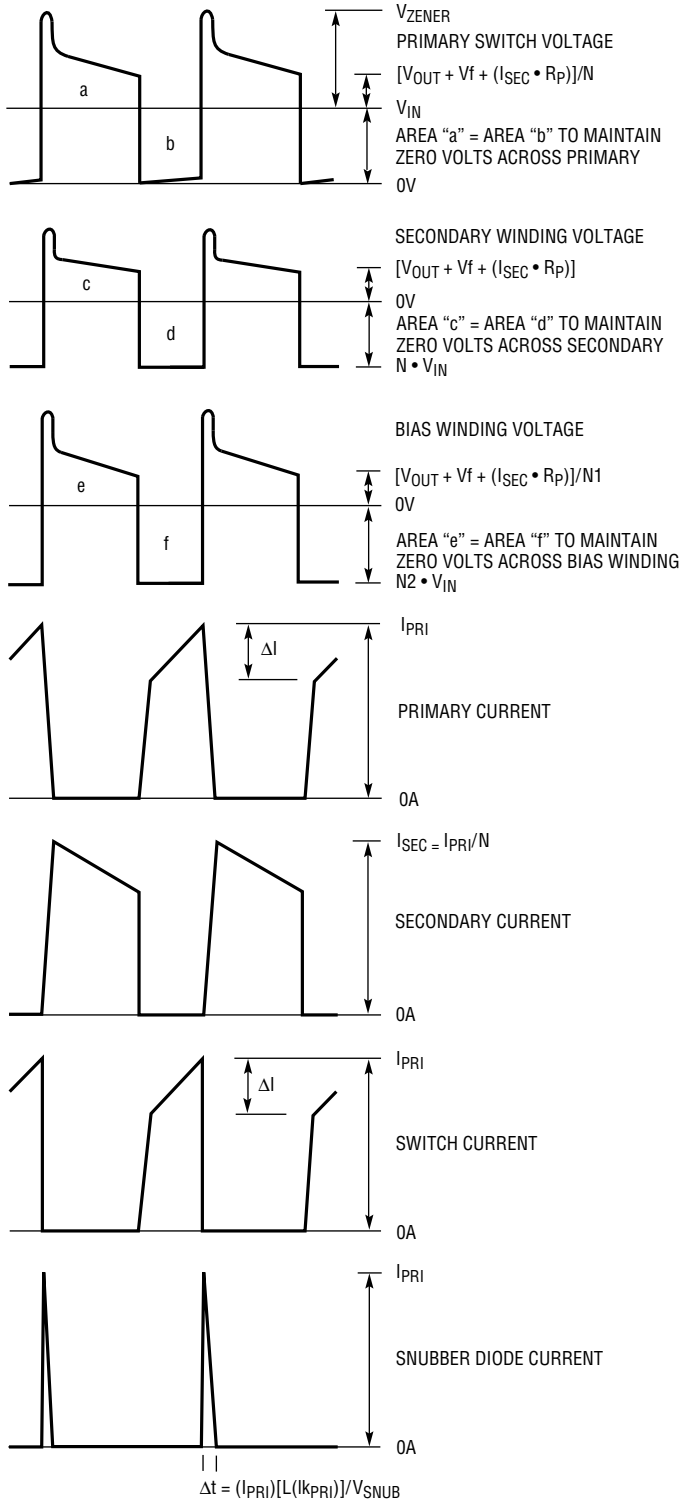 V_ZENER
PRIMARY SWITCH VOLTAGE
[V_OUT + Vf + (I_SEC • R_P)]/N
a
V_IN
b
AREA “a” = AREA “b” TO MAINTAIN
ZERO VOLTS ACROSS PRIMARY
0V
SECONDARY WINDING VOLTAGE
[V_OUT + Vf + (I_SEC • R_P)]
c
0V
d
AREA “c” = AREA “d” TO MAINTAIN
ZERO VOLTS ACROSS SECONDARY
N • V_IN
BIAS WINDING VOLTAGE
[V_OUT + Vf + (I_SEC • R_P)]/N1
e
0V
f
AREA “e” = AREA “f” TO MAINTAIN
ZERO VOLTS ACROSS BIAS WINDING
N2 • V_IN
I_PRI
ΔI
PRIMARY CURRENT
0A
I_SEC = I_PRI/N
SECONDARY CURRENT
0A
I_PRI
ΔI
SWITCH CURRENT
0A
I_PRI
SNUBBER DIODE CURRENT
0A
Δt = (I_PRI)[L(lk_PRI)]/V_SNUB